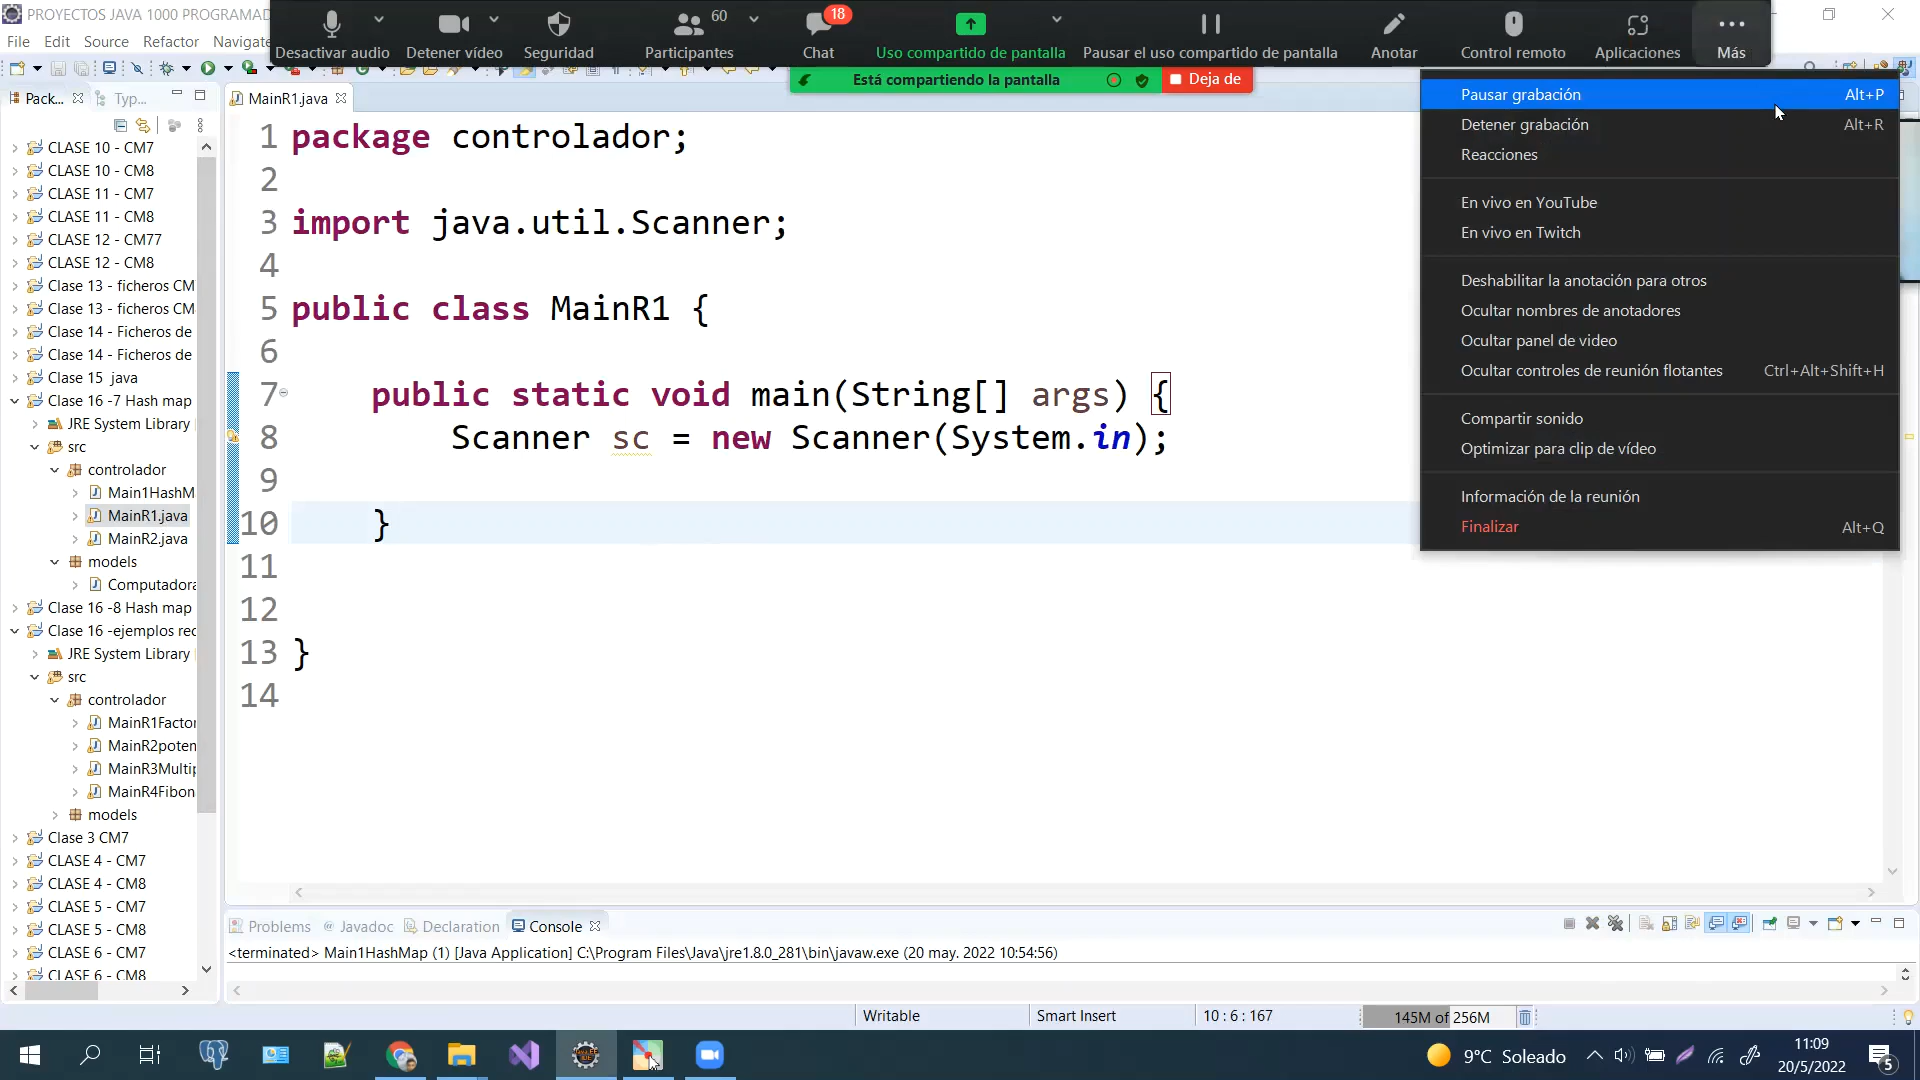 PROYECTOS JAVA 1000 PROGRAMAD
File Edit Source Refactor Navigate
Desactivar audio
Detener vídeo
Seguridad
60
Participantes
18
Chat
Uso compartido de pantalla
Pausar el uso compartido de pantalla
Anotar
Control remoto
Aplicaciones
Más
Está compartiendo la pantalla
Deja de
Pausar grabación Alt+P
Detener grabación Alt+R
Reacciones
En vivo en YouTube
En vivo en Twitch
Deshabilitar la anotación para otros
Ocultar nombres de anotadores
Ocultar panel de video
Ocultar controles de reunión flotantes Ctrl+Alt+Shift+H
Compartir sonido
Optimizar para clip de vídeo
Información de la reunión
Finalizar Alt+Q
Pack... Typ...
CLASE 10 - CM7
CLASE 10 - CM8
CLASE 11 - CM7
CLASE 11 - CM8
CLASE 12 - CM77
CLASE 12 - CM8
Clase 13 - ficheros CM
Clase 13 - ficheros CM
Clase 14 - Ficheros de
Clase 14 - Ficheros de
Clase 15 java
Clase 16 -7 Hash map
JRE System Library
src
controlador
Main1HashM
MainR1.java
MainR2.java
models
Computadora
Clase 16 -8 Hash map
Clase 16 -ejemplos rec
JRE System Library
src
controlador
MainR1Factor
MainR2poten
MainR3Multip
MainR4Fibon
models
Clase 3 CM7
CLASE 4 - CM7
CLASE 4 - CM8
CLASE 5 - CM7
CLASE 5 - CM8
CLASE 6 - CM7
CLASE 6 - CM8
MainR1.java
1 package controlador;
2
3 import java.util.Scanner;
4
5 public class MainR1 {
6
7 public static void main(String[] args) {
8 Scanner sc = new Scanner(System.in);
9
10 }
11
12
13 }
14
Problems Javadoc Declaration Console
<terminated> Main1HashMap (1) [Java Application] C:\Program Files\Java\jre1.8.0_281\bin\javaw.exe (20 may. 2022 10:54:56)
Writable Smart Insert 10 : 6 : 167 145M of 256M
9°C Soleado
11:09
20/5/2022
5